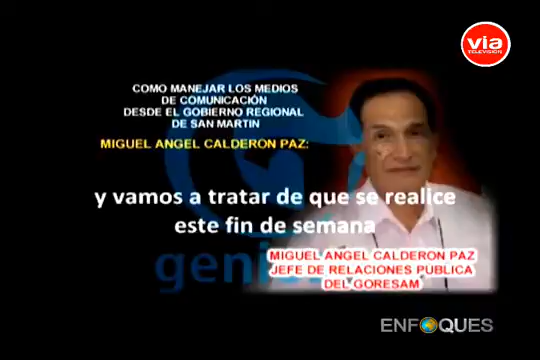 via
TELEVISIÓN
COMO MANEJAR LOS MEDIOS
DE COMUNICACIÓN
DESDE EL GOBIERNO REGIONAL
DE SAN MARTIN
MIGUEL ANGEL CALDERON PAZ:
y vamos a tratar de que se realice
este fin de semana
MIGUEL ANGEL CALDERON PAZ
JEFE DE RELACIONES PUBLICA
DEL GORESAM
ENFOQUES